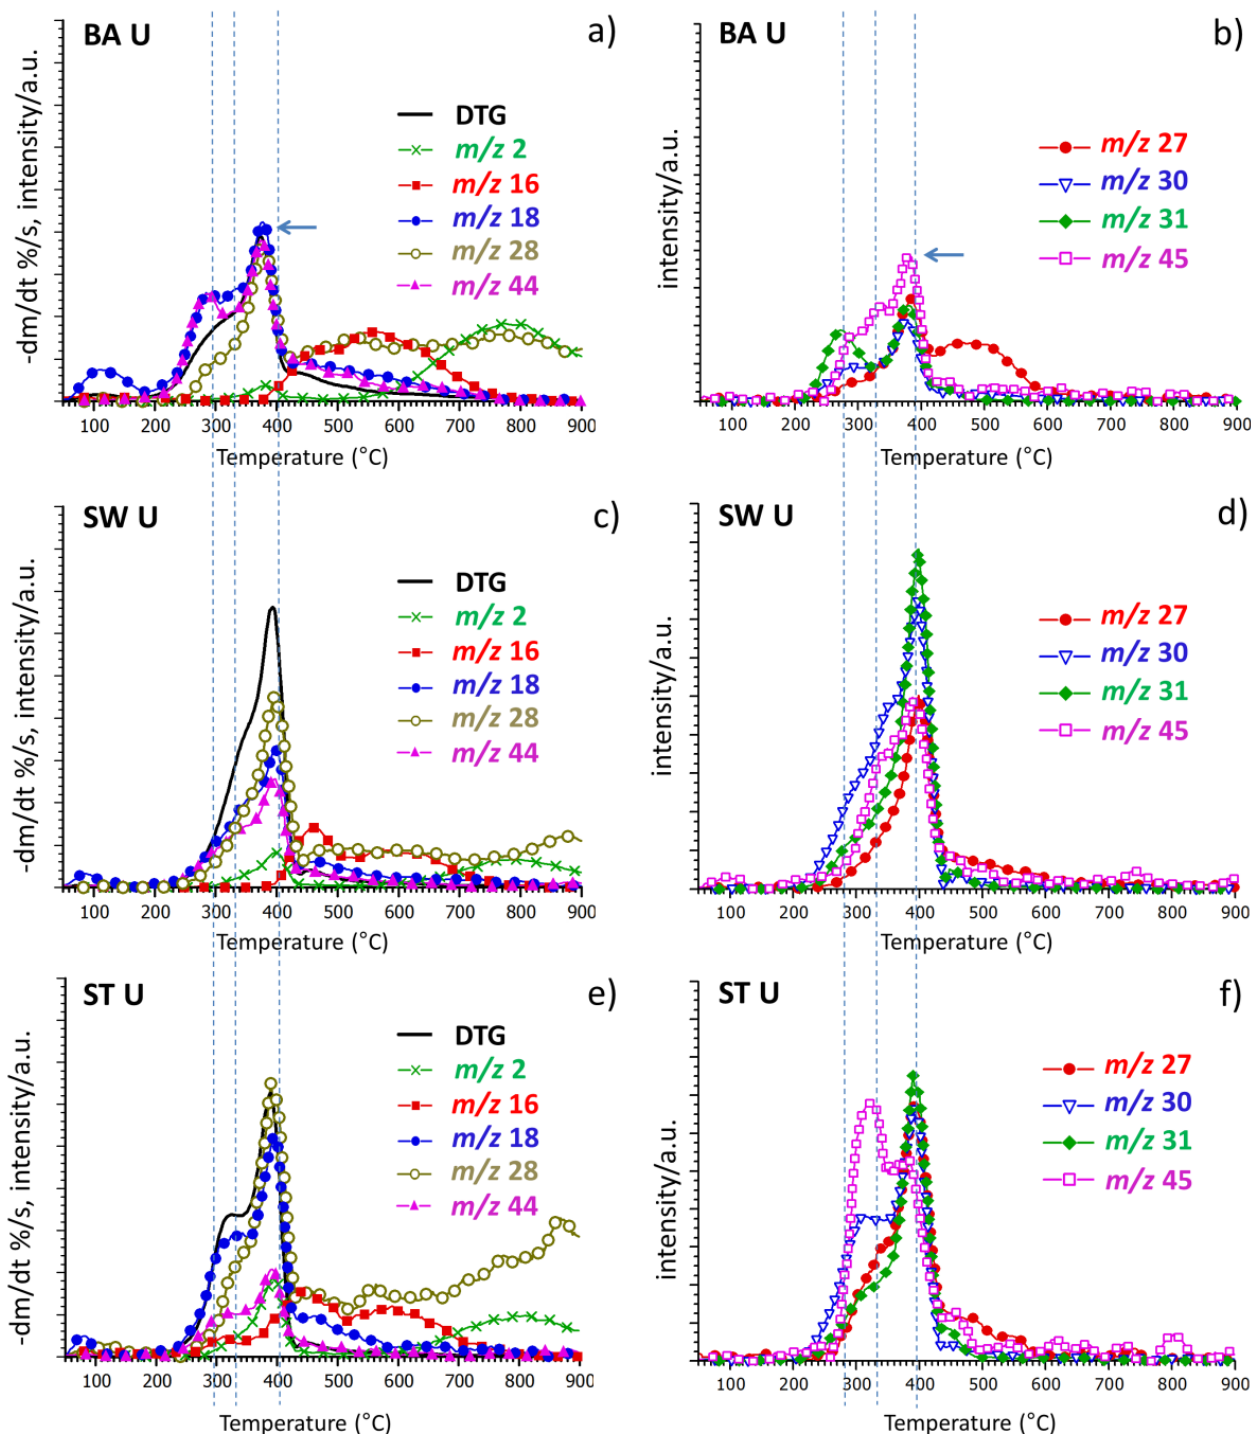 BA U
a)
-dm/dt %/s, intensity/a.u.
DTG
m/z 2
m/z 16
m/z 18
m/z 28
m/z 44
100 200 300 400 500 600 700 800 900
Temperature (°C)
BA U
b)
intensity/a.u.
m/z 27
m/z 30
m/z 31
m/z 45
100 200 300 400 500 600 700 800 900
Temperature (°C)
SW U
c)
-dm/dt %/s, intensity/a.u.
DTG
m/z 2
m/z 16
m/z 18
m/z 28
m/z 44
100 200 300 400 500 600 700 800 900
Temperature (°C)
SW U
d)
intensity/a.u.
m/z 27
m/z 30
m/z 31
m/z 45
100 200 300 400 500 600 700 800 900
Temperature (°C)
ST U
e)
-dm/dt %/s, intensity/a.u.
DTG
m/z 2
m/z 16
m/z 18
m/z 28
m/z 44
100 200 300 400 500 600 700 800 900
Temperature (°C)
ST U
f)
intensity/a.u.
m/z 27
m/z 30
m/z 31
m/z 45
100 200 300 400 500 600 700 800 900
Temperature (°C)